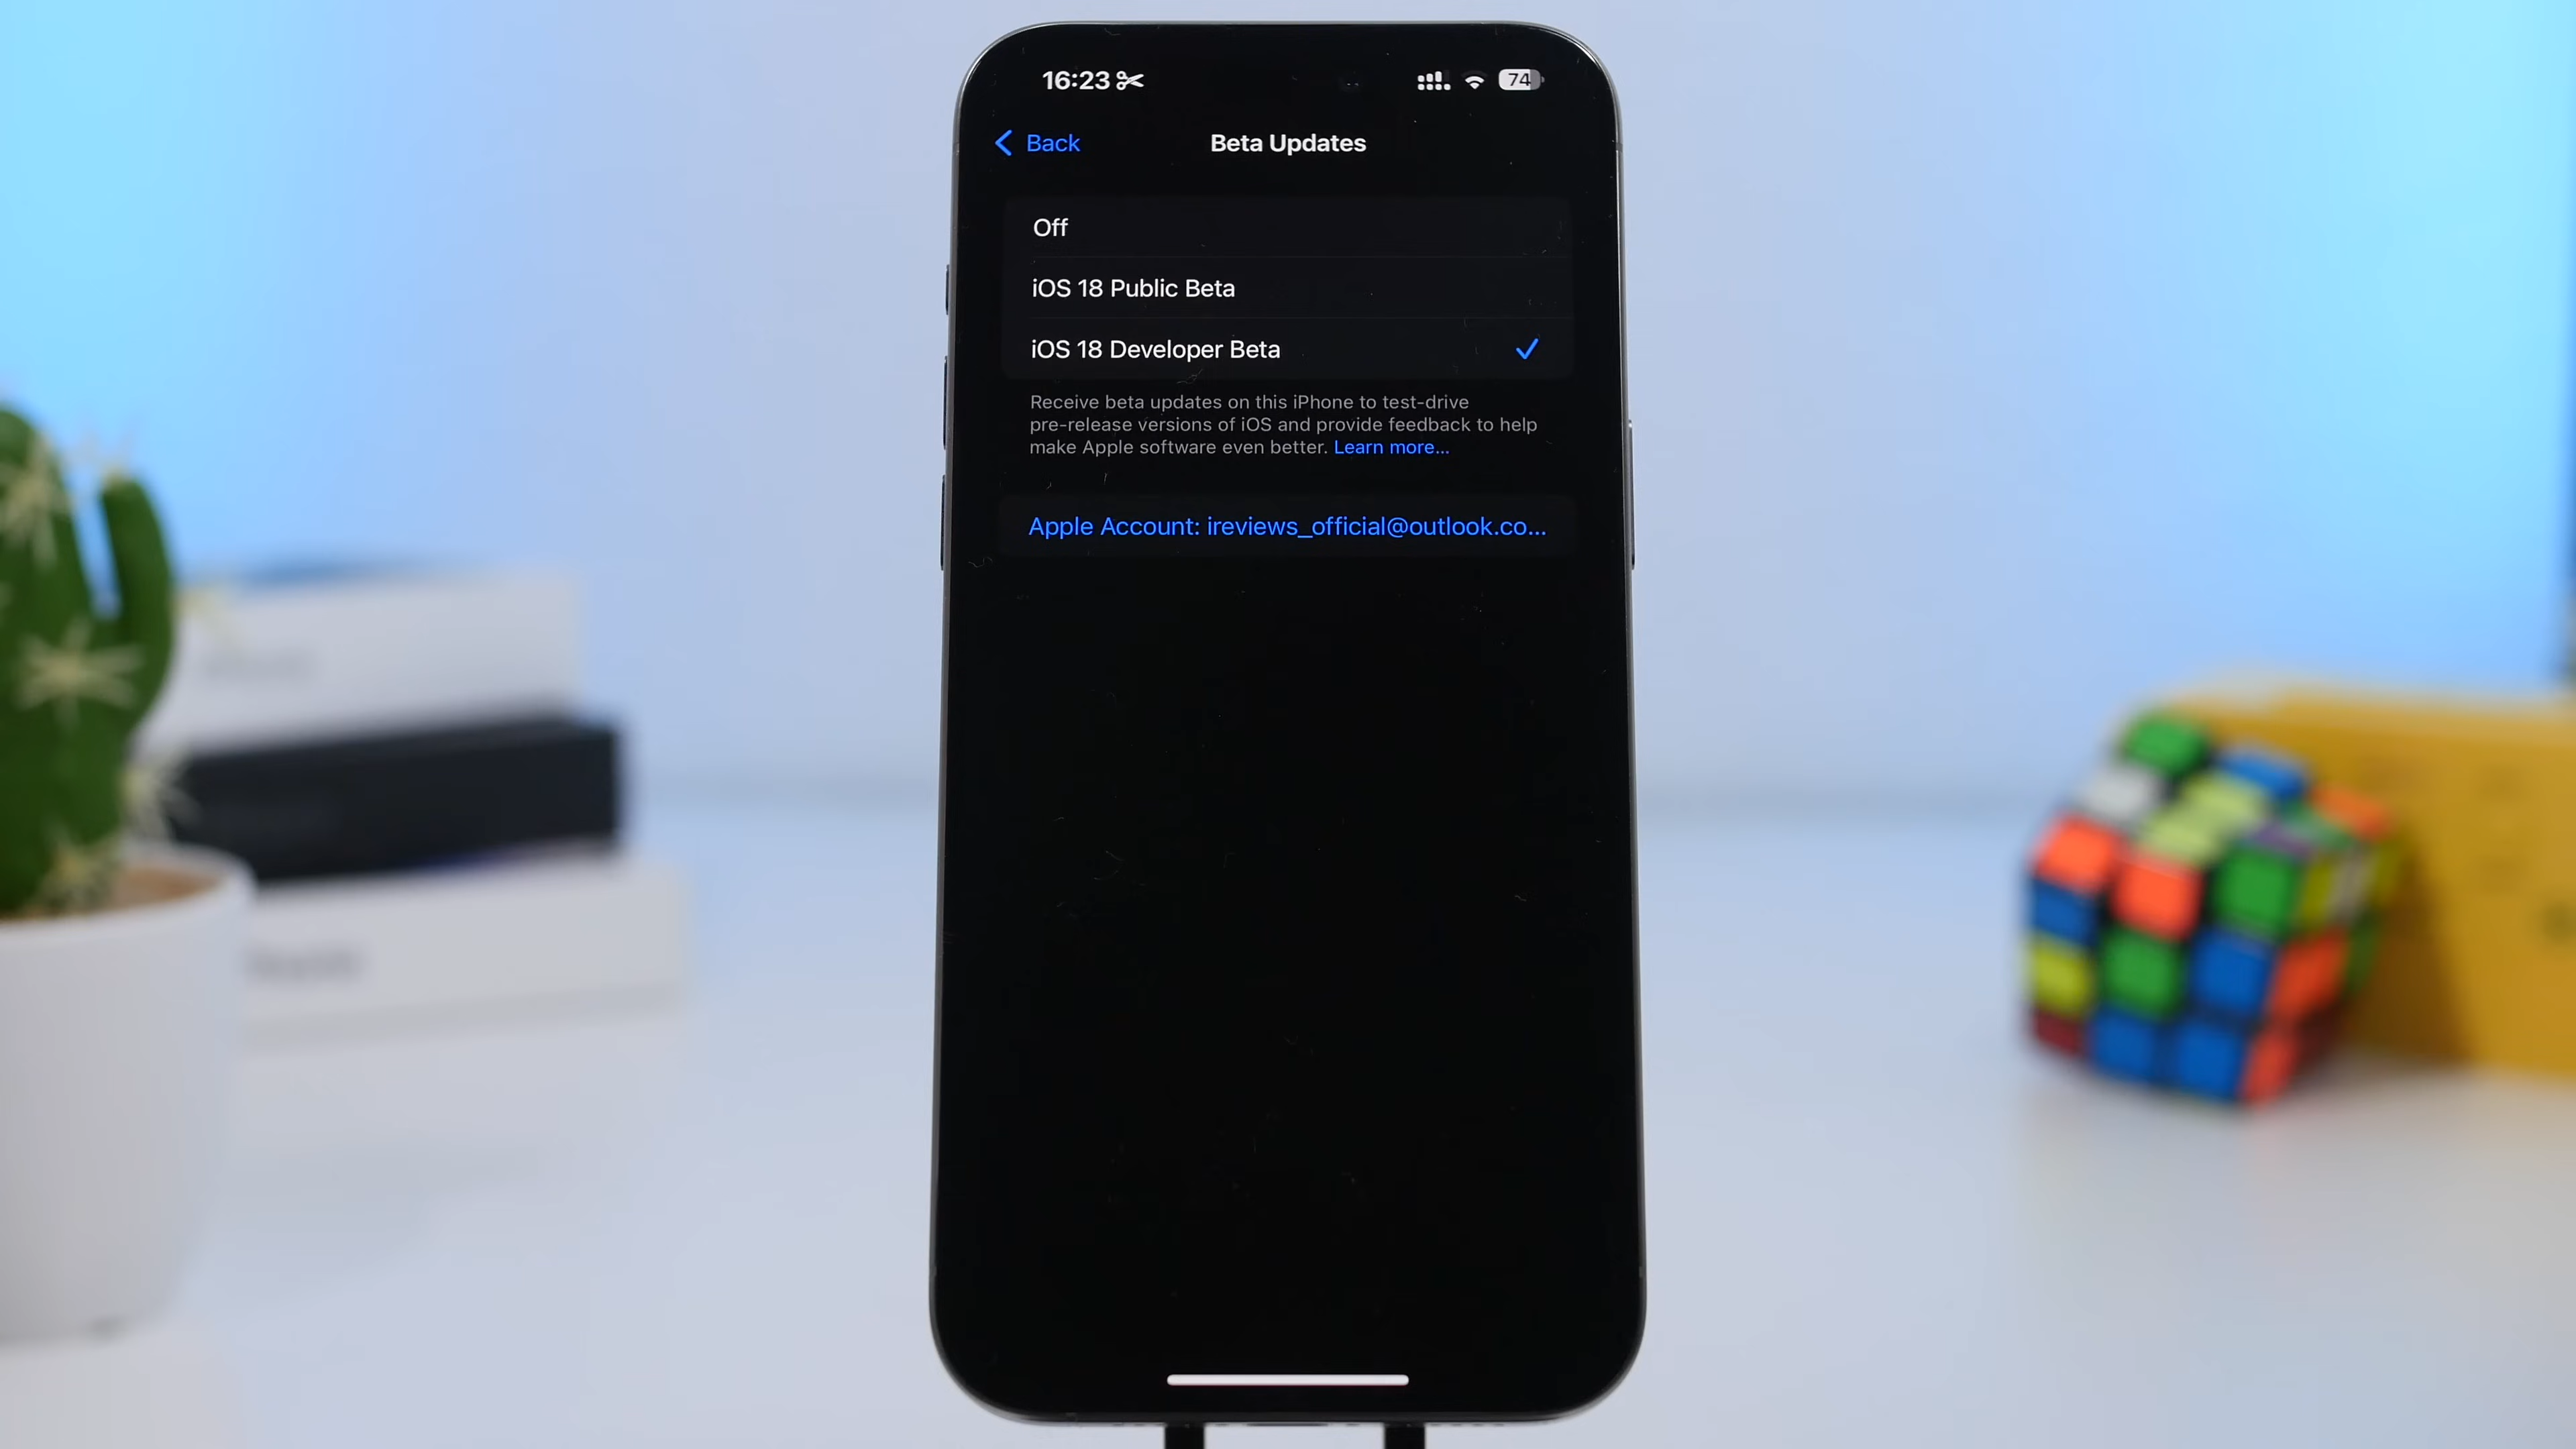 16:23
74
Back
Beta Updates
Off
iOS 18 Public Beta
iOS 18 Developer Beta
Receive beta updates on this iPhone to test-drive
pre-release versions of iOS and provide feedback to help
make Apple software even better. Learn more...
Apple Account: ireviews_official@outlook.co...